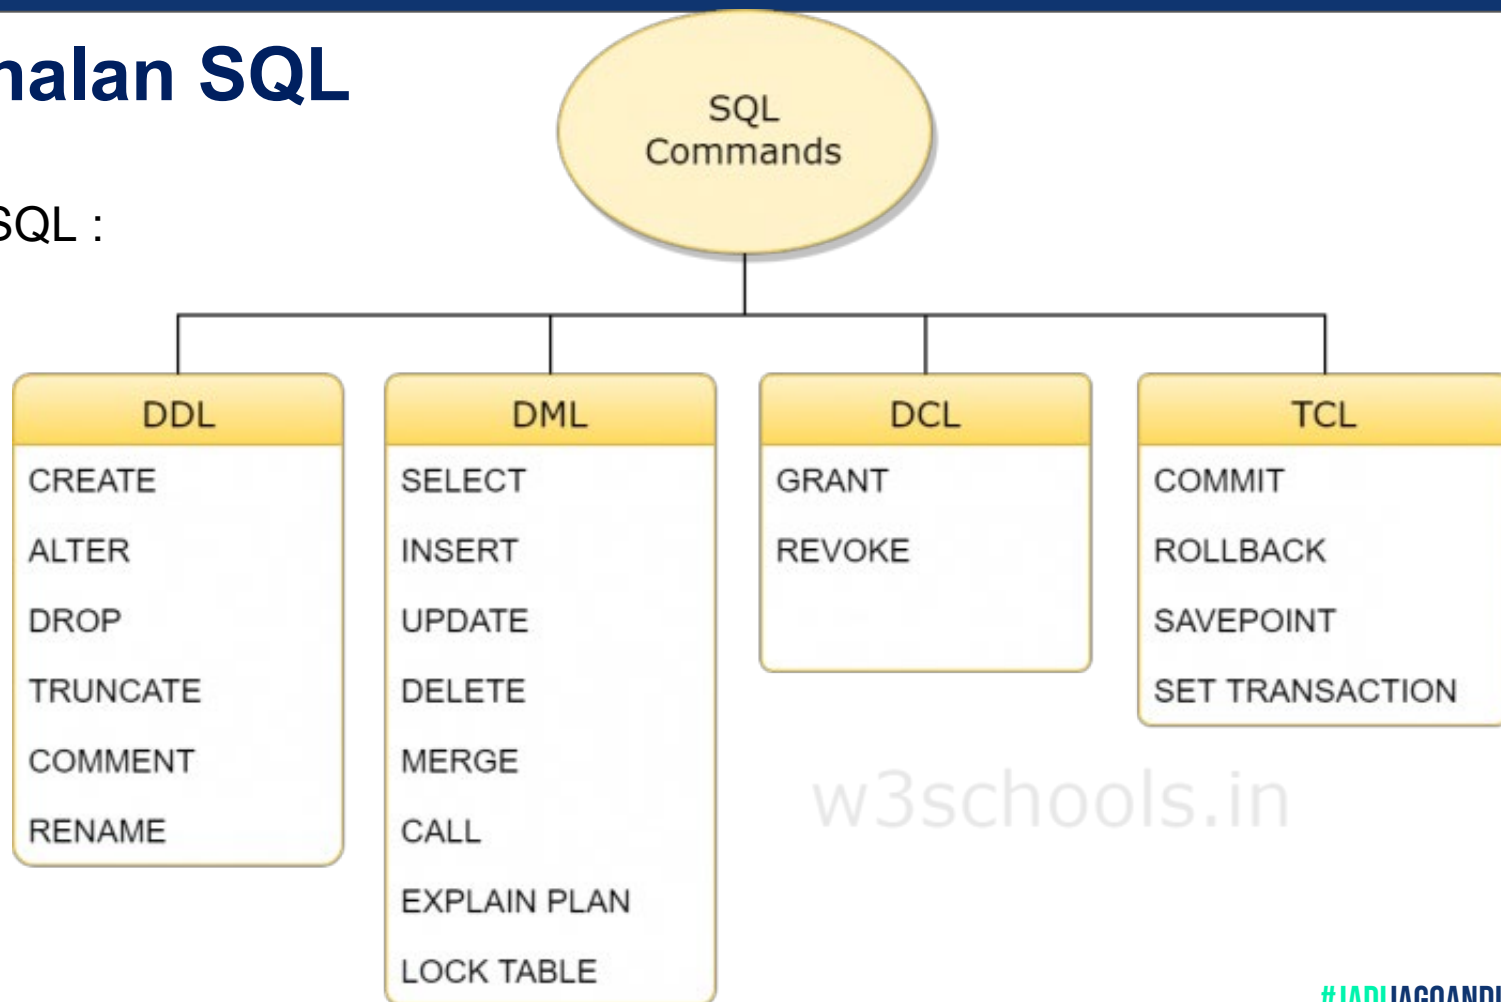 nalan SQL
SQL :
SQL
Commands
DDL
CREATE
ALTER
DROP
TRUNCATE
COMMENT
RENAME
DML
SELECT
INSERT
UPDATE
DELETE
MERGE
CALL
EXPLAIN PLAN
LOCK TABLE
DCL
GRANT
REVOKE
TCL
COMMIT
ROLLBACK
SAVEPOINT
SET TRANSACTION
w3schools.in
#JADIJAGOANDI